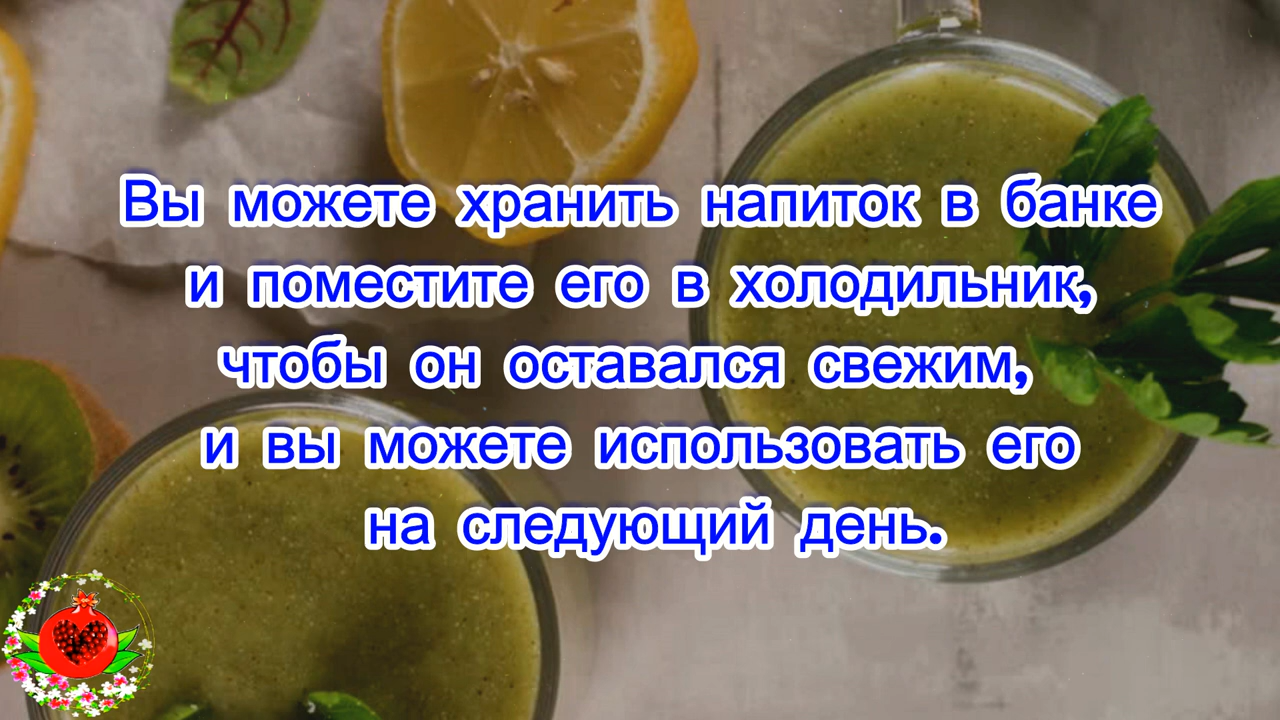 Вы можете хранить напиток в банке
и поместите его в холодильник,
чтобы он оставался свежим,
и вы можете использовать его
на следующий день.